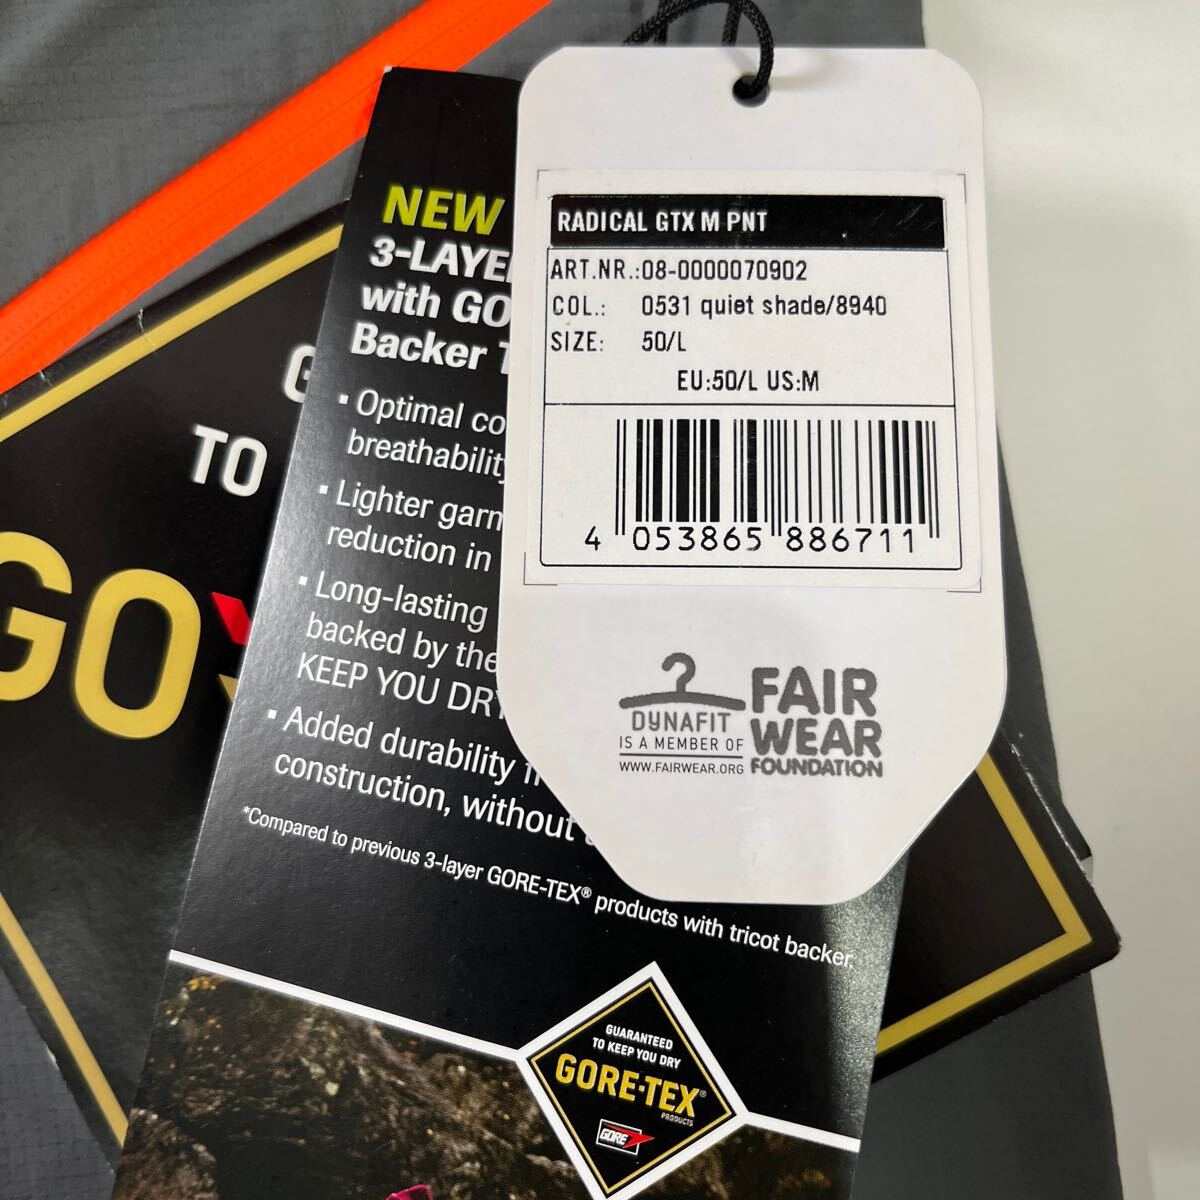 RADICAL GTX M PNT
ART.NR.:08-0000070902
COL.: 0531 quiet shade/8940
SIZE: 50/L
EU:50/L US:M
4 053865 886711
DYNAFIT
IS A MEMBER OF
WWW.FAIRWEAR.ORG
FAIR
WEAR
FOUNDATION
NEW
3-LAYE
with GO
Backer
▪ Optimal co
breathability
▪ Lighter garm
reduction in
▪ Long-lasting
backed by the
KEEP YOU DRY
▪ Added durability
construction, without
*Compared to previous 3-layer GORE-TEX® products with tricot backer.
GUARANTEED
TO KEEP YOU DRY
GORE-TEX®
PRODUCTS
GORE
G
TO
GO